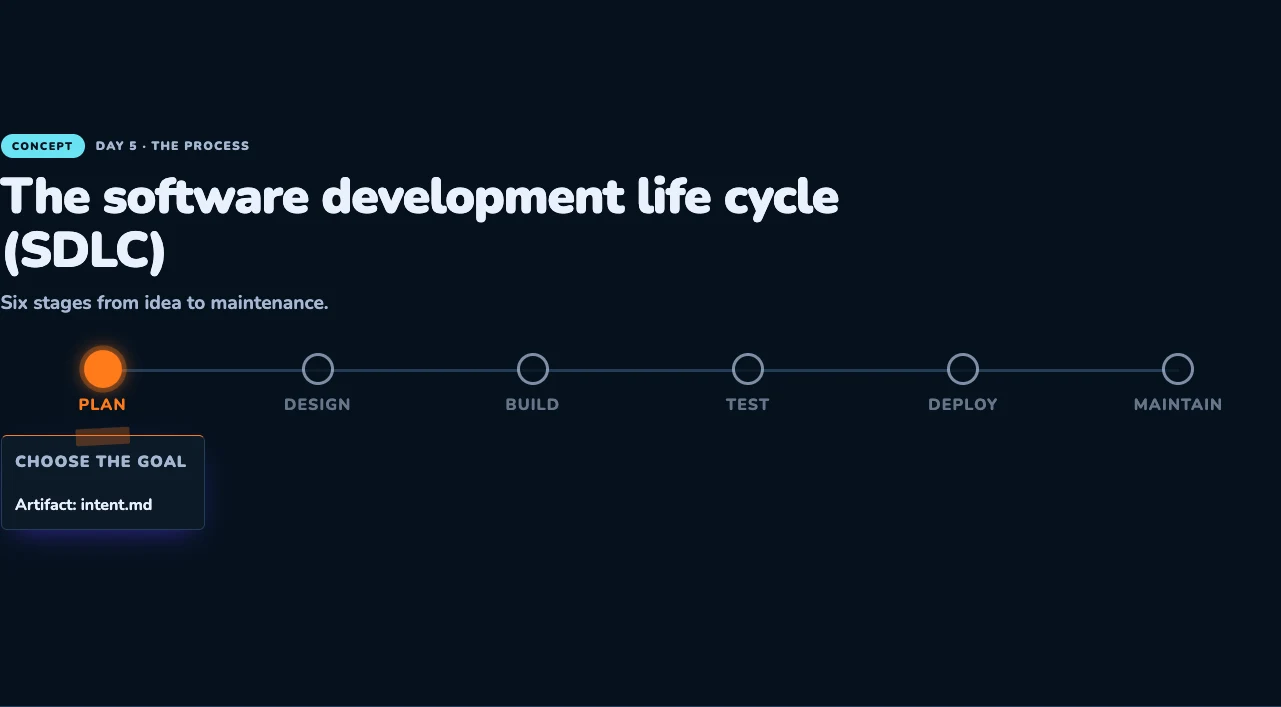 CONCEPT DAY 5 · THE PROCESS
The software development life cycle
(SDLC)
Six stages from idea to maintenance.
PLAN DESIGN BUILD TEST DEPLOY MAINTAIN
CHOOSE THE GOAL
Artifact: intent.md